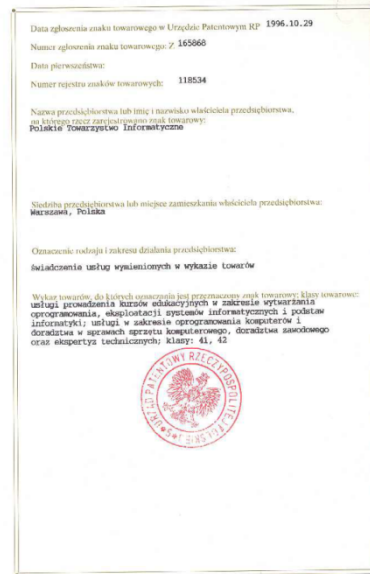 Data zgłoszenia znaku towarowego w Urzędzie Patentowym RP 1996.10.29
Numer zgłoszenia znaku towarowego: Z 165868
Data pierwszeństwa:
Numer rejestru znaków towarowych: 118534
Nazwa przedsiębiorstwa lub imię i nazwisko właściciela przedsiębiorstwa,
na którego rzecz zarejestrowano znak towarowy:
Polskie Towarzystwo Informatyczne
Siedziba przedsiębiorstwa lub miejsce zamieszkania właściciela przedsiębiorstwa:
Warszawa, Polska
Oznaczenie rodzaju i zakresu działania przedsiębiorstwa:
świadczenie usług wymienionych w wykazie towarów
Wykaz towarów, do których oznaczania jest przeznaczony znak towarowy; klasy towarowe:
usługi prowadzenia kursów edukacyjnych w zakresie wytwarzania
oprogramowania, eksploatacji systemów informatycznych i podstaw
informatyki; usługi w zakresie oprogramowania komputerów i
doradztwa w sprawach sprzętu komputerowego, doradztwa zawodowego
oraz ekspertyz technicznych; klasy: 41, 42
URZĄD PATENTOWY RZECZYPOSPOLITEJ POLSKIEJ